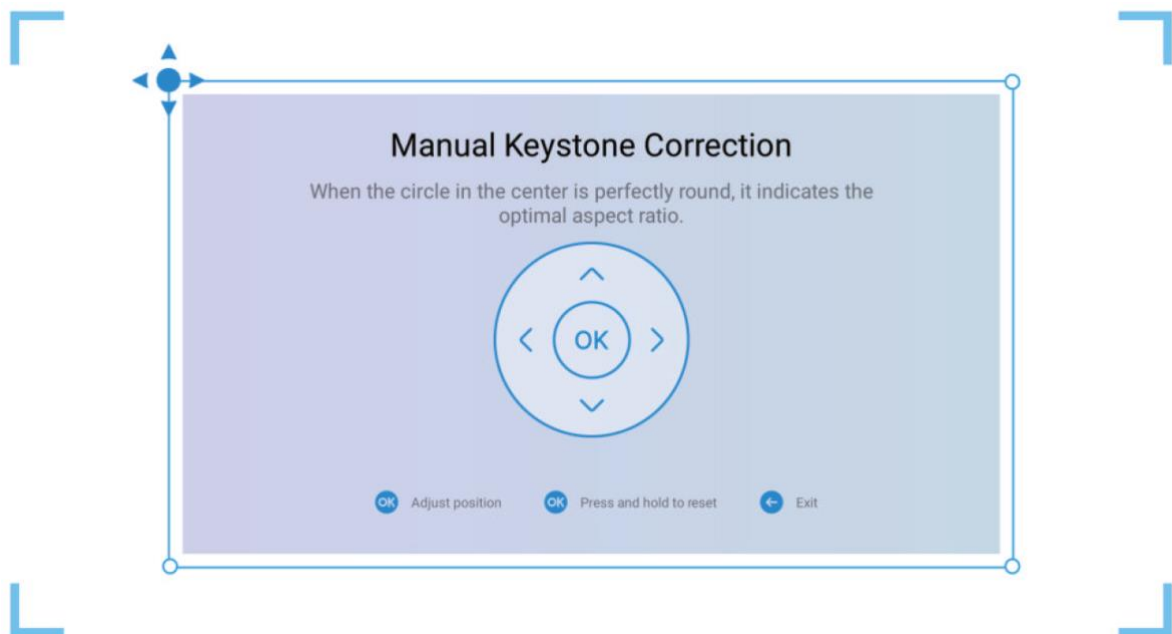 Manual Keystone Correction
When the circle in the center is perfectly round, it indicates the
optimal aspect ratio.
OK
OK Adjust position OK Press and hold to reset Exit